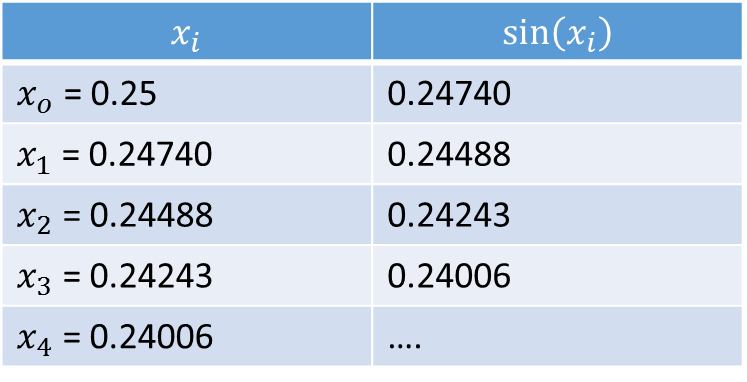 xᵢ sin(xᵢ)
xₒ = 0.25 0.24740
x₁ = 0.24740 0.24488
x₂ = 0.24488 0.24243
x₃ = 0.24243 0.24006
x₄ = 0.24006 ....